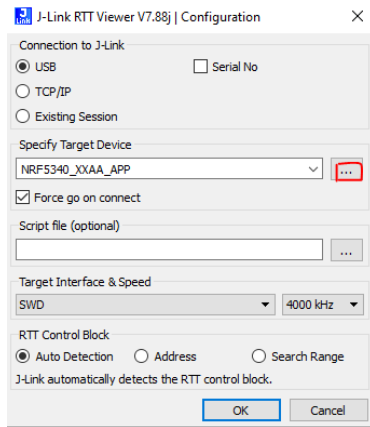 J-Link RTT Viewer V7.88j | Configuration
Connection to J-Link
USB
Serial No
TCP/IP
Existing Session
Specify Target Device
NRF5340_XXAA_APP
...
Force go on connect
Script file (optional)
...
Target Interface & Speed
SWD
4000 kHz
RTT Control Block
Auto Detection
Address
Search Range
J-Link automatically detects the RTT control block.
OK
Cancel